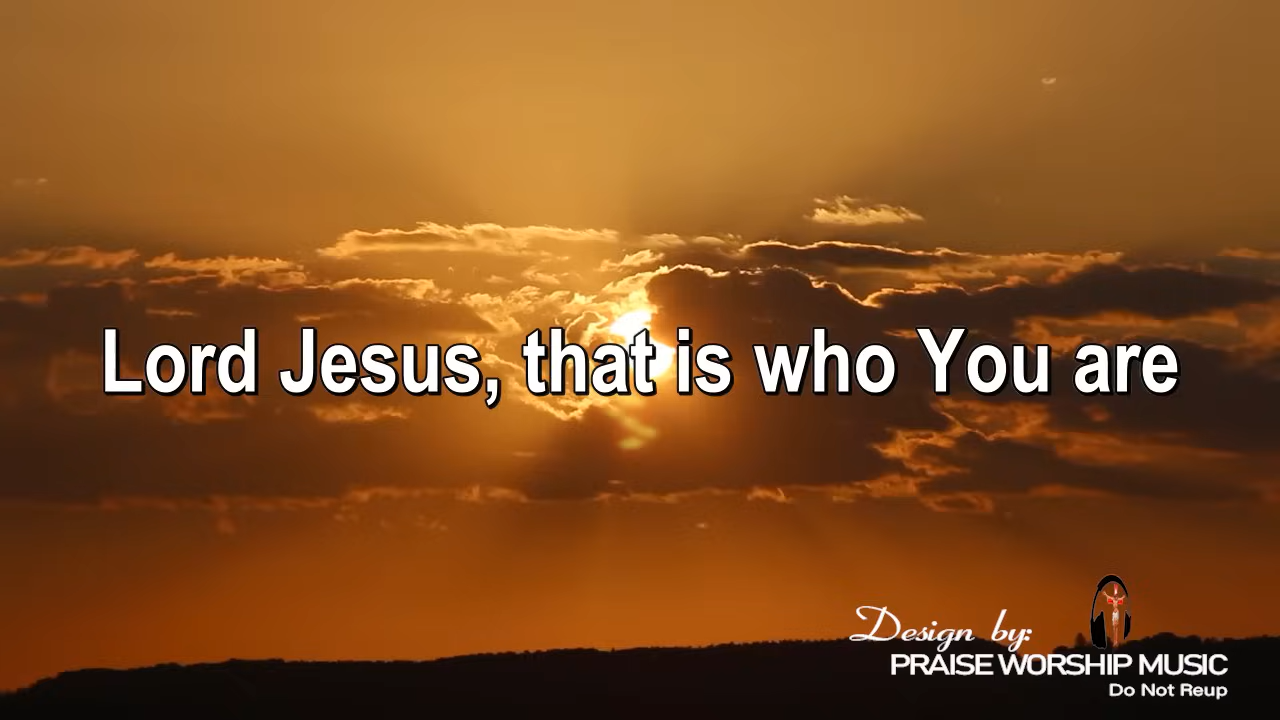 Lord Jesus, that is who You are
Design by:
PRAISE WORSHIP MUSIC
Do Not Reup